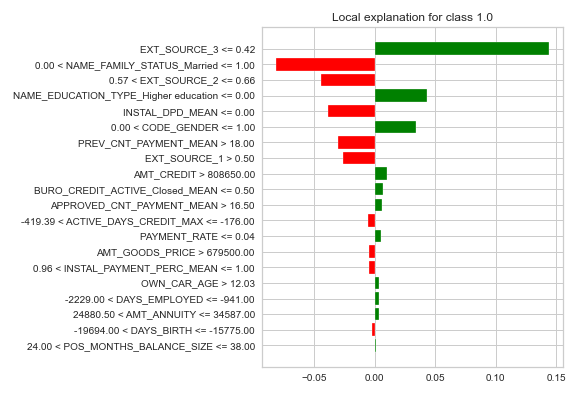 Local explanation for class 1.0
EXT_SOURCE_3 <= 0.42
0.00 < NAME_FAMILY_STATUS_Married <= 1.00
0.57 < EXT_SOURCE_2 <= 0.66
NAME_EDUCATION_TYPE_Higher education <= 0.00
INSTAL_DPD_MEAN <= 0.00
0.00 < CODE_GENDER <= 1.00
PREV_CNT_PAYMENT_MEAN > 18.00
EXT_SOURCE_1 > 0.50
AMT_CREDIT > 808650.00
BURO_CREDIT_ACTIVE_Closed_MEAN <= 0.50
APPROVED_CNT_PAYMENT_MEAN > 16.50
-419.39 < ACTIVE_DAYS_CREDIT_MAX <= -176.00
PAYMENT_RATE <= 0.04
AMT_GOODS_PRICE > 679500.00
0.96 < INSTAL_PAYMENT_PERC_MEAN <= 1.00
OWN_CAR_AGE > 12.03
-2229.00 < DAYS_EMPLOYED <= -941.00
24880.50 < AMT_ANNUITY <= 34587.00
-19694.00 < DAYS_BIRTH <= -15775.00
24.00 < POS_MONTHS_BALANCE_SIZE <= 38.00
−0.05 0.00 0.05 0.10 0.15